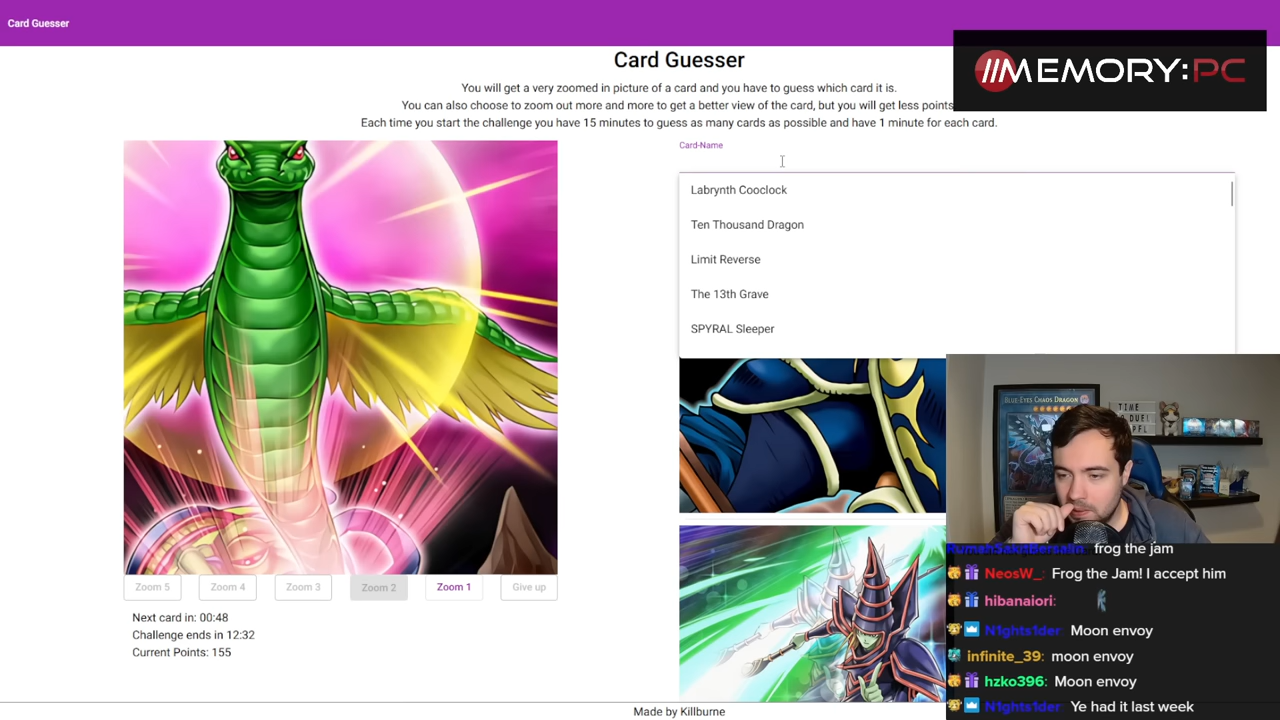 Card Guesser
Card Guesser
You will get a very zoomed in picture of a card and you have to guess which card it is.
You can also choose to zoom out more and more to get a better view of the card, but you will get less points
Each time you start the challenge you have 15 minutes to guess as many cards as possible and have 1 minute for each card.
MEMORY:PC
Card-Name
Labrynth Cooclock
Ten Thousand Dragon
Limit Reverse
The 13th Grave
SPYRAL Sleeper
Zoom 5
Zoom 4
Zoom 3
Zoom 2
Zoom 1
Give up
Next card in: 00:48
Challenge ends in 12:32
Current Points: 155
BLUE-EYES CHAOS DRAGON
TIME
RumahSakitBersalin: frog the jam
NeosW_: Frog the Jam! I accept him
hibanaiori:
N1ghts1der: Moon envoy
infinite_39: moon envoy
hzko396: Moon envoy
N1ghts1der: Ye had it last week
Made by Killburne